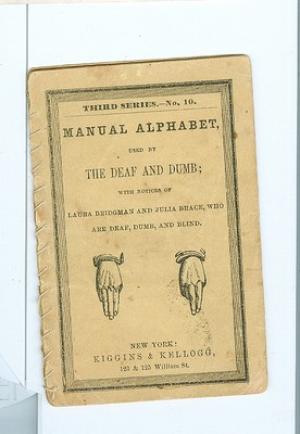 THIRD SERIES.—No. 10.
MANUAL ALPHABET,
USED BY
THE DEAF AND DUMB;
WITH NOTICES OF
LAURA BRIDGMAN AND JULIA BRACE, WHO
ARE DEAF, DUMB, AND BLIND.
NEW YORK:
KIGGINS & KELLOGG,
123 & 125 William St.